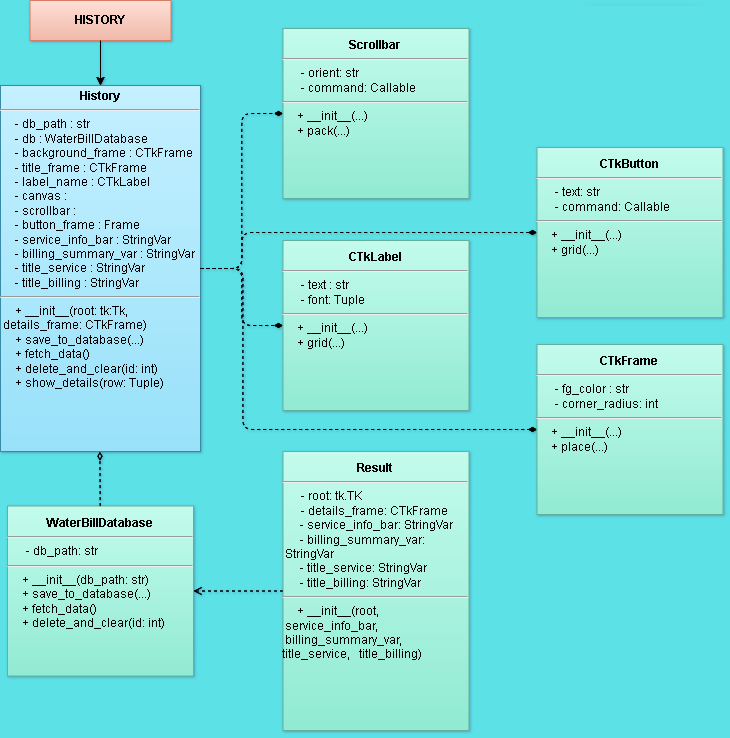 HISTORY
History
- db_path : str
- db : WaterBillDatabase
- background_frame : CTkFrame
- title_frame : CTkFrame
- label_name : CTkLabel
- canvas :
- scrollbar :
- button_frame : Frame
- service_info_bar : StringVar
- billing_summary_var : StringVar
- title_service : StringVar
- title_billing : StringVar
+ __init__(root: tk:Tk,
details_frame: CTkFrame)
+ save_to_database(...)
+ fetch_data()
+ delete_and_clear(id: int)
+ show_details(row: Tuple)
Scrollbar
- orient: str
- command: Callable
+ __init__(...)
+ pack(...)
CTkButton
- text: str
- command: Callable
+ __init__(...)
+ grid(...)
CTkLabel
- text : str
- font: Tuple
+ __init__(...)
+ grid(...)
CTkFrame
- fg_color : str
- corner_radius: int
+ __init__(...)
+ place(...)
WaterBillDatabase
- db_path: str
+ __init__(db_path: str)
+ save_to_database(...)
+ fetch_data()
+ delete_and_clear(id: int)
Result
- root: tk.TK
- details_frame: CTkFrame
- service_info_bar: StringVar
- billing_summary_var:
StringVar
- title_service: StringVar
- title_billing: StringVar
+ __init__(root,
service_info_bar,
billing_summary_var,
title_service, title_billing)